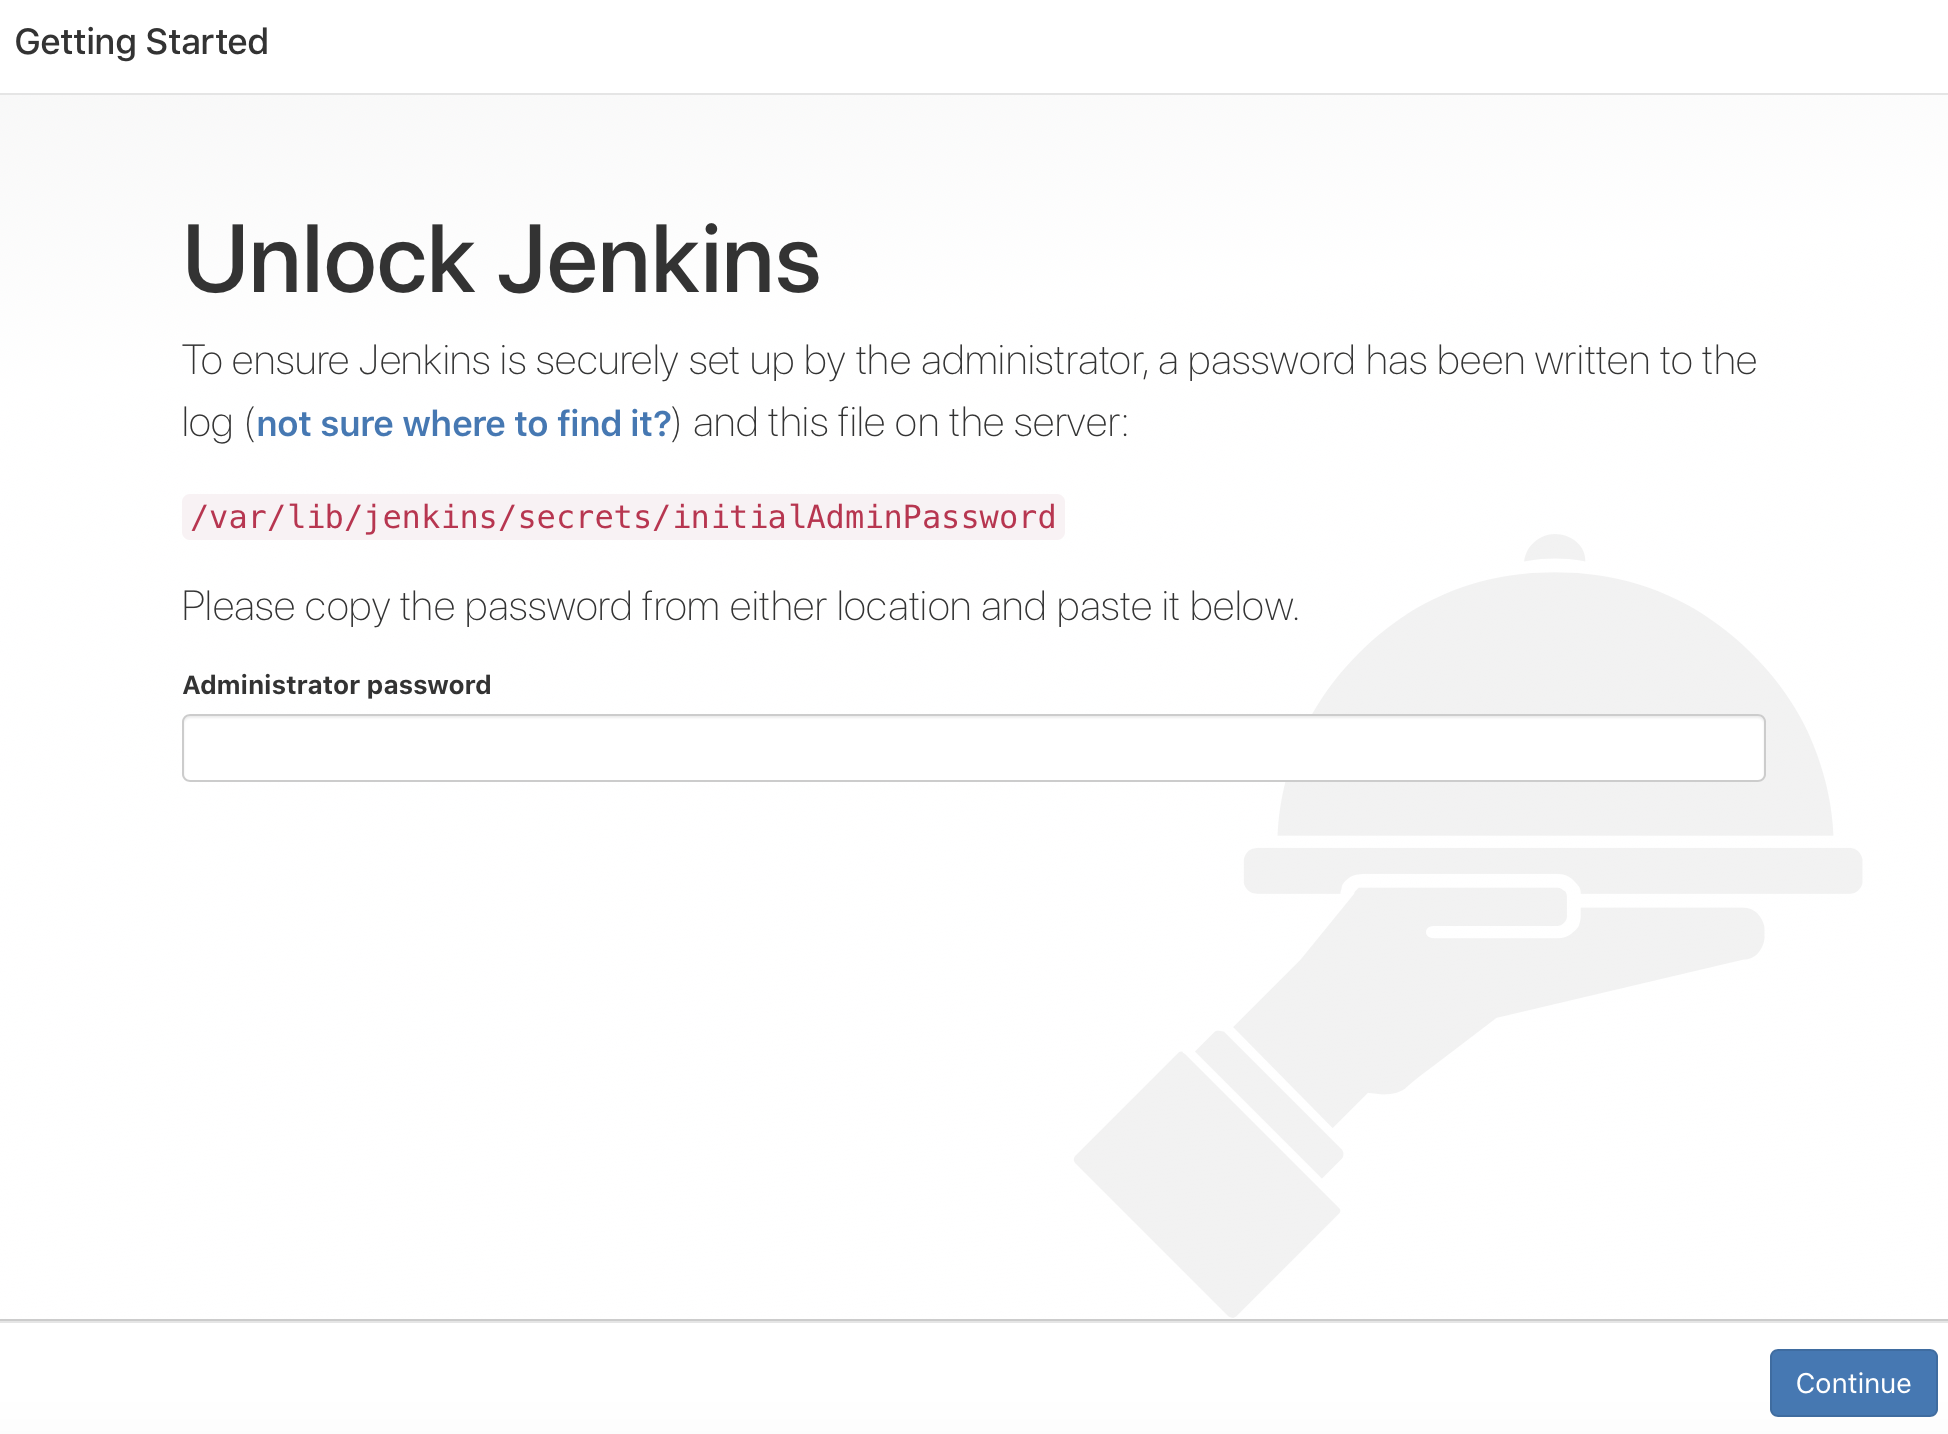 Getting Started
Unlock Jenkins
To ensure Jenkins is securely set up by the administrator, a password has been written to the
log (not sure where to find it?) and this file on the server:
/var/lib/jenkins/secrets/initialAdminPassword
Please copy the password from either location and paste it below.
Administrator password
Continue